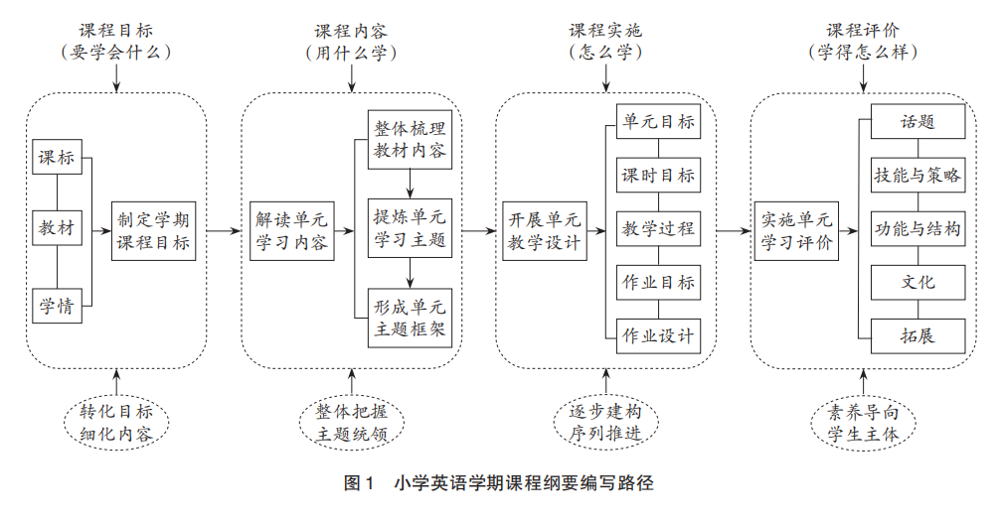 课程目标
（要学会什么）
课标
教材
学情
制定学期
课程目标
转化目标
细化内容
课程内容
（用什么学）
解读单元
学习内容
整体梳理
教材内容
提炼单元
学习主题
形成单元
主题框架
整体把握
主题统领
课程实施
（怎么学）
开展单元
教学设计
单元目标
课时目标
教学过程
作业目标
作业设计
逐步建构
序列推进
课程评价
（学得怎么样）
实施单元
学习评价
话题
技能与策略
功能与结构
文化
拓展
素养导向
学生主体
图1 小学英语学期课程纲要编写路径